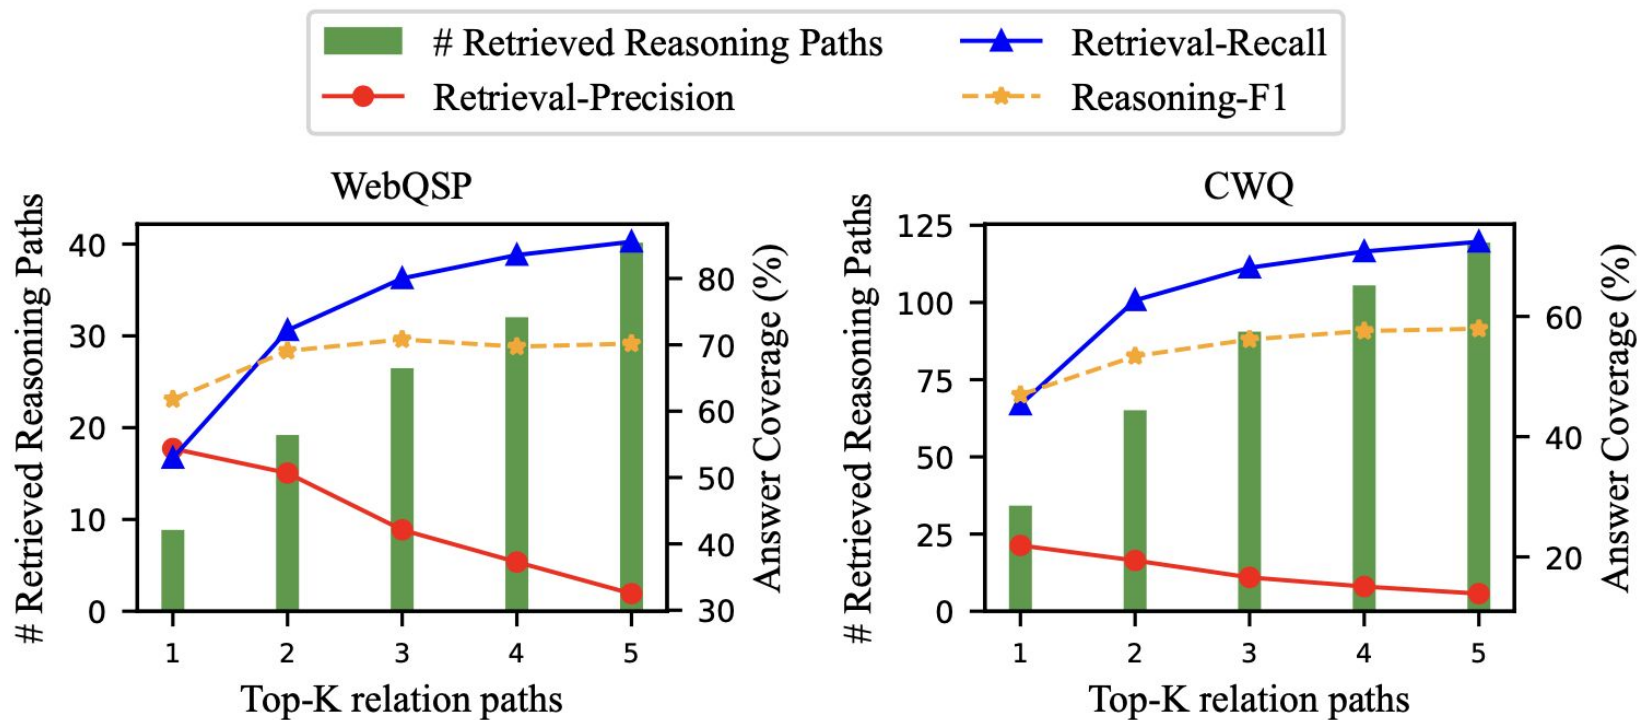 # Retrieved Reasoning Paths
Retrieval-Recall
Retrieval-Precision
Reasoning-F1
WebQSP
# Retrieved Reasoning Paths
40
30
20
10
0
80
70
60
50
40
30
Answer Coverage (%)
1 2 3 4 5
Top-K relation paths
CWQ
# Retrieved Reasoning Paths
125
100
75
50
25
0
60
40
20
Answer Coverage (%)
1 2 3 4 5
Top-K relation paths